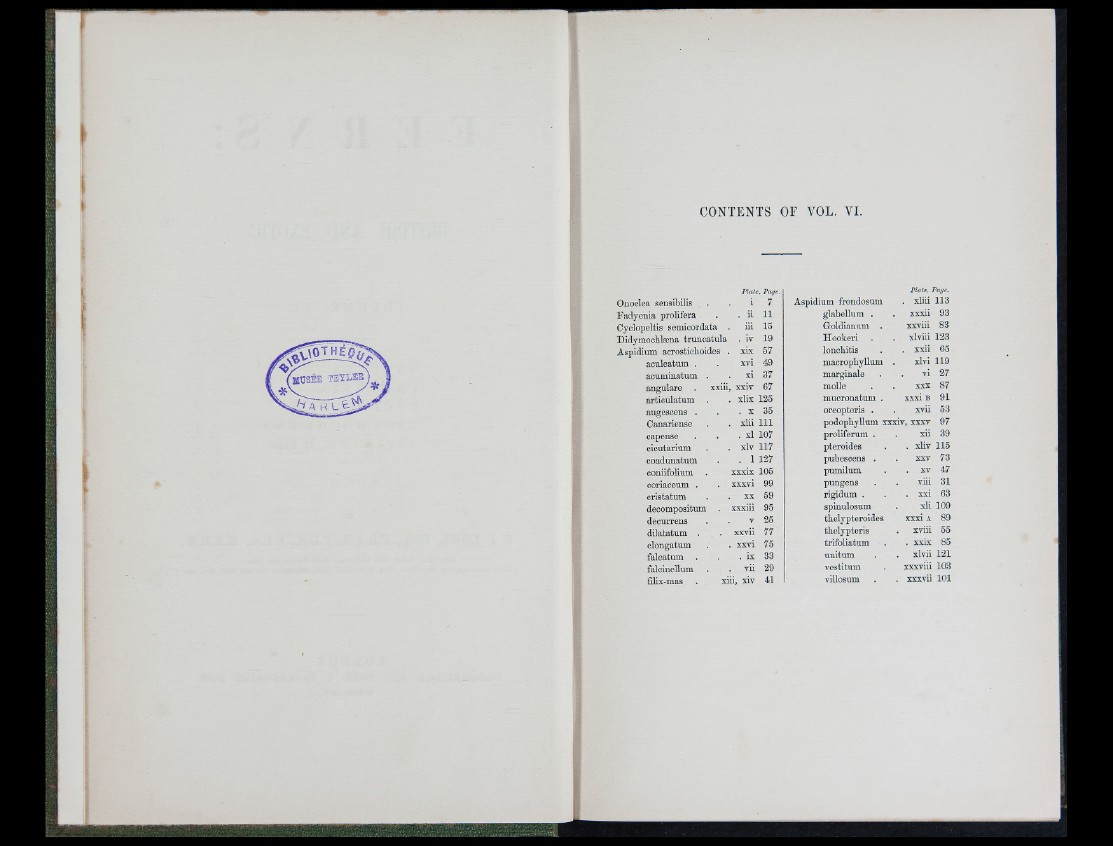 BIBLIOTHÈQUE
MUSÉE TEYLER
HARLEM
CONTENTS OF VOL. VI.
Plate. Page.
Onoclea sensibilis . . i 7
Fadyenia prolifera . . ii 11
Cyclopeltis semicordata . iii 15
Didymochlæna truncatula . iv 19
Aspidium acrostichoides . xix 57
aculeatum . . xvi 49
acuminatum . . xi 37
angulare . xxiii, xxiv 67
articulatum . . xlix 125
augescens . . . x 35
Canariense . . xlii 111
capense . . . xl 107
cicutarium . . xlv 117
coadunatum . . l 127
coniifolium . xxxix 105
coriaceum . . xxxvi 99
cristatum . . xx 59
decompositum . xxxiii 95
decurrens . . v 25
dilatatum . . xxvii 77
elongatum . . xxvi 75
falcatum . . . ix 33
falcinellum . . vii 29
filix-mas . xiii, xiv 41
Plate. Page.
Aspidium frondosum . xliii 113
glabellum . . xxxii 93
Goldianum . xxviii 83
Hookeri . . xlviii 123
lonchitis . . xxii 65
macrophyllum . xlvi 119
marginale . . vi 27
molle . . xxx 87
mucronatum . xxxi B 91
oreopteris . . xvii 53
podophyllum xxxiv, xxxv 97
proliferum . . xii 39
pteroides . . xliv 115
pubescens . . xxv 73
pumilum . . xv 47
pungens . . viii 31
rigidum . . . xxi 63
spinulosum . xli 109
thelypteroides xxxi A 89
thelypteris . xviii 55
trifoliatum . . xxix 85
unitum . . xlvii 121
vestitum . xxxviii 103
villosum . . xxxvii 101